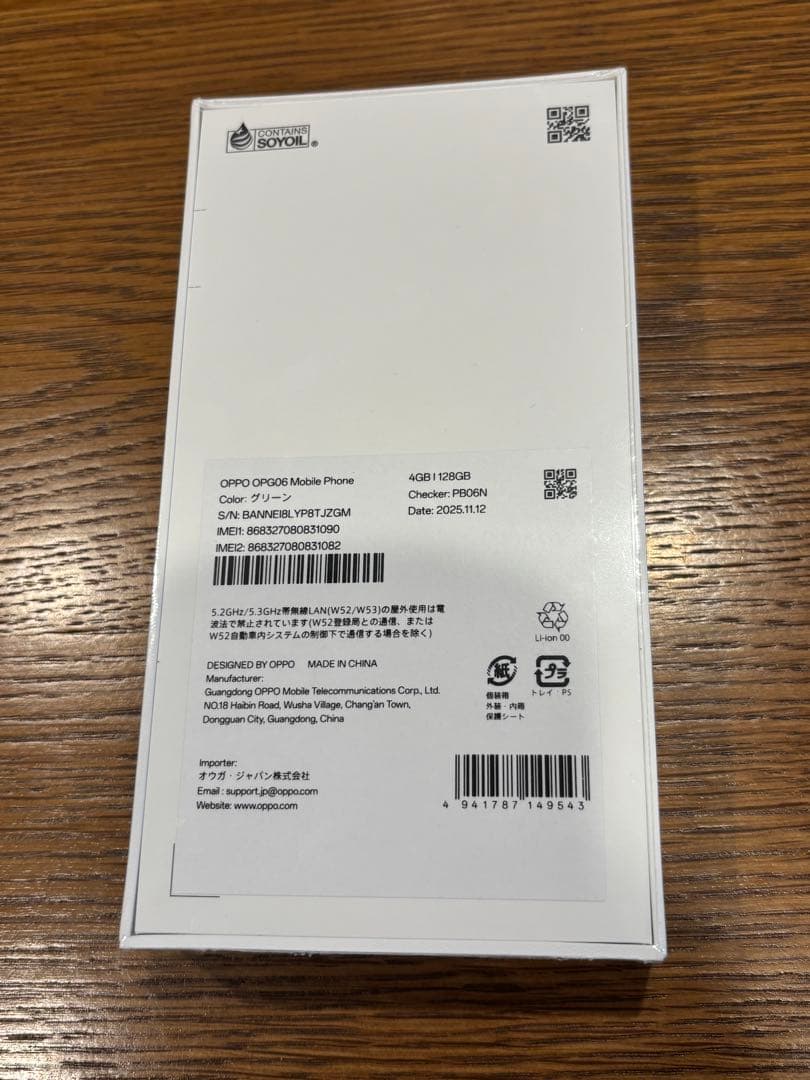 CONTAINS
SOYOIL®
OPPO OPG06 Mobile Phone
Color: グリーン
S/N: BANNEI8LYP8TJZGM
IMEI1: 868327080831090
IMEI2: 868327080831082
4GB | 128GB
Checker: PB06N
Date: 2025.11.12
5.2GHz/5.3GHz帯無線LAN(W52/W53)の屋外使用は電
波法で禁止されています(W52登録局との通信、または
W52自動車内システムの制御下で通信する場合を除く)
Li-ion 00
DESIGNED BY OPPO MADE IN CHINA
Manufacturer:
Guangdong OPPO Mobile Telecommunications Corp., Ltd.
NO.18 Haibin Road, Wusha Village, Chang'an Town,
Dongguan City, Guangdong, China
紙
個装箱
外装・内箱
保護シート
プラ
トレイ・PS
Importer:
オウガ・ジャパン株式会社
Email : support.jp@oppo.com
Website: www.oppo.com
4 941787 149543